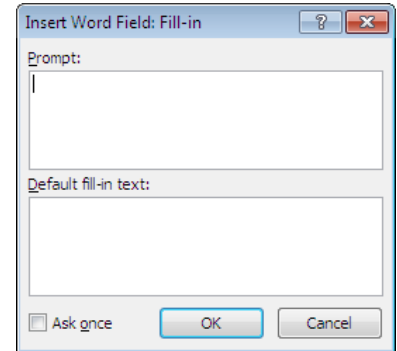 Insert Word Field: Fill-in
Prompt:
Default fill-in text:
Ask once OK Cancel